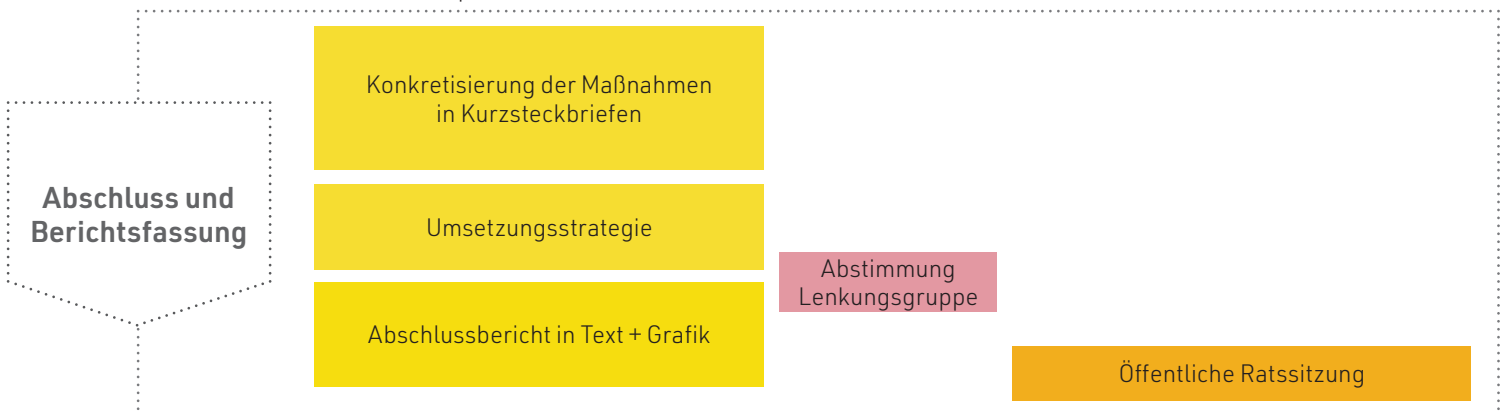 Konkretisierung der Maßnahmen
in Kurzsteckbriefen
Abschluss und
Berichtsfassung
Umsetzungsstrategie
Abstimmung
Lenkungsgruppe
Abschlussbericht in Text + Grafik
Öffentliche Ratssitzung